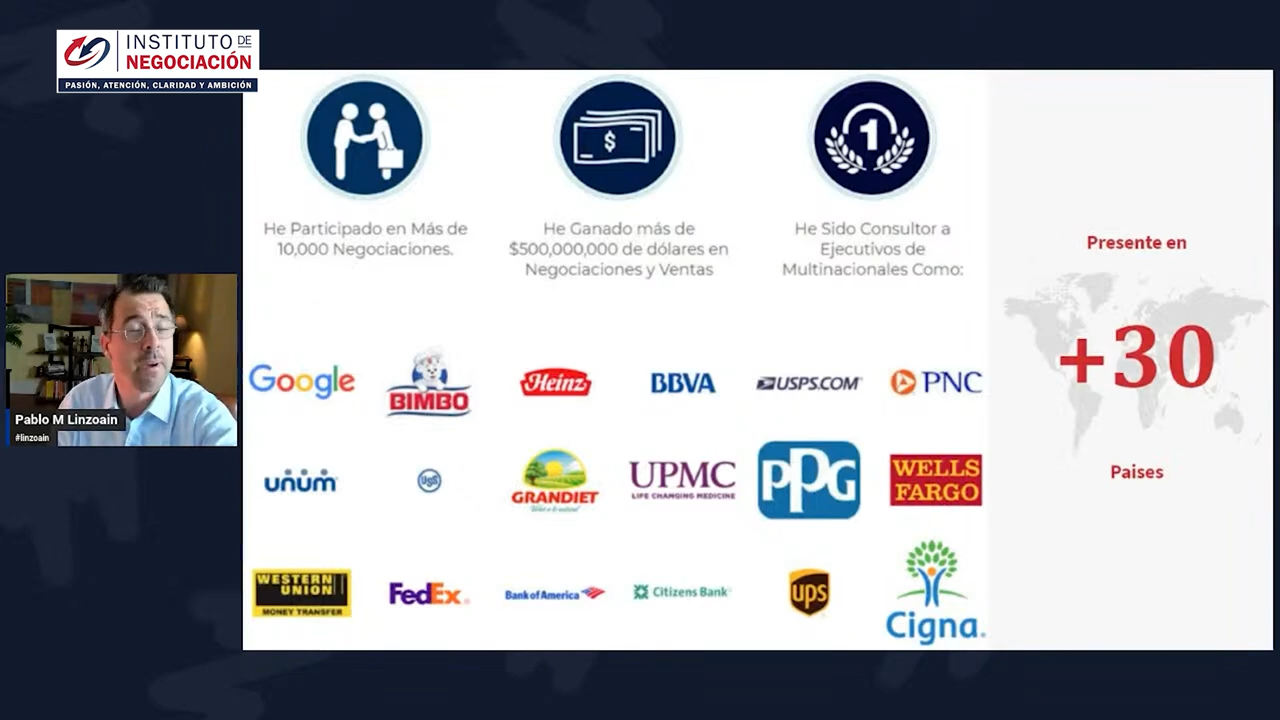 INSTITUTO DE
NEGOCIACIÓN
PASIÓN, ATENCIÓN, CLARIDAD Y AMBICIÓN
$
1
He Participado en Más de
10,000 Negociaciones.
He Ganado más de
$500,000,000 de dólares en
Negociaciones y Ventas
He Sido Consultor a
Ejecutivos de
Multinacionales Como:
Presente en
+30
Paises
Pablo M Linzoain
#linzoain
Google
BIMBO
Heinz
BBVA
USPS.COM
PNC
unum
USS
GRANDIET
UPMC
LIFE CHANGING MEDICINE
PPG
WELLS
FARGO
WESTERN
UNION
MONEY TRANSFER
FedEx
Bank of America
Citizens Bank
ups
Cigna